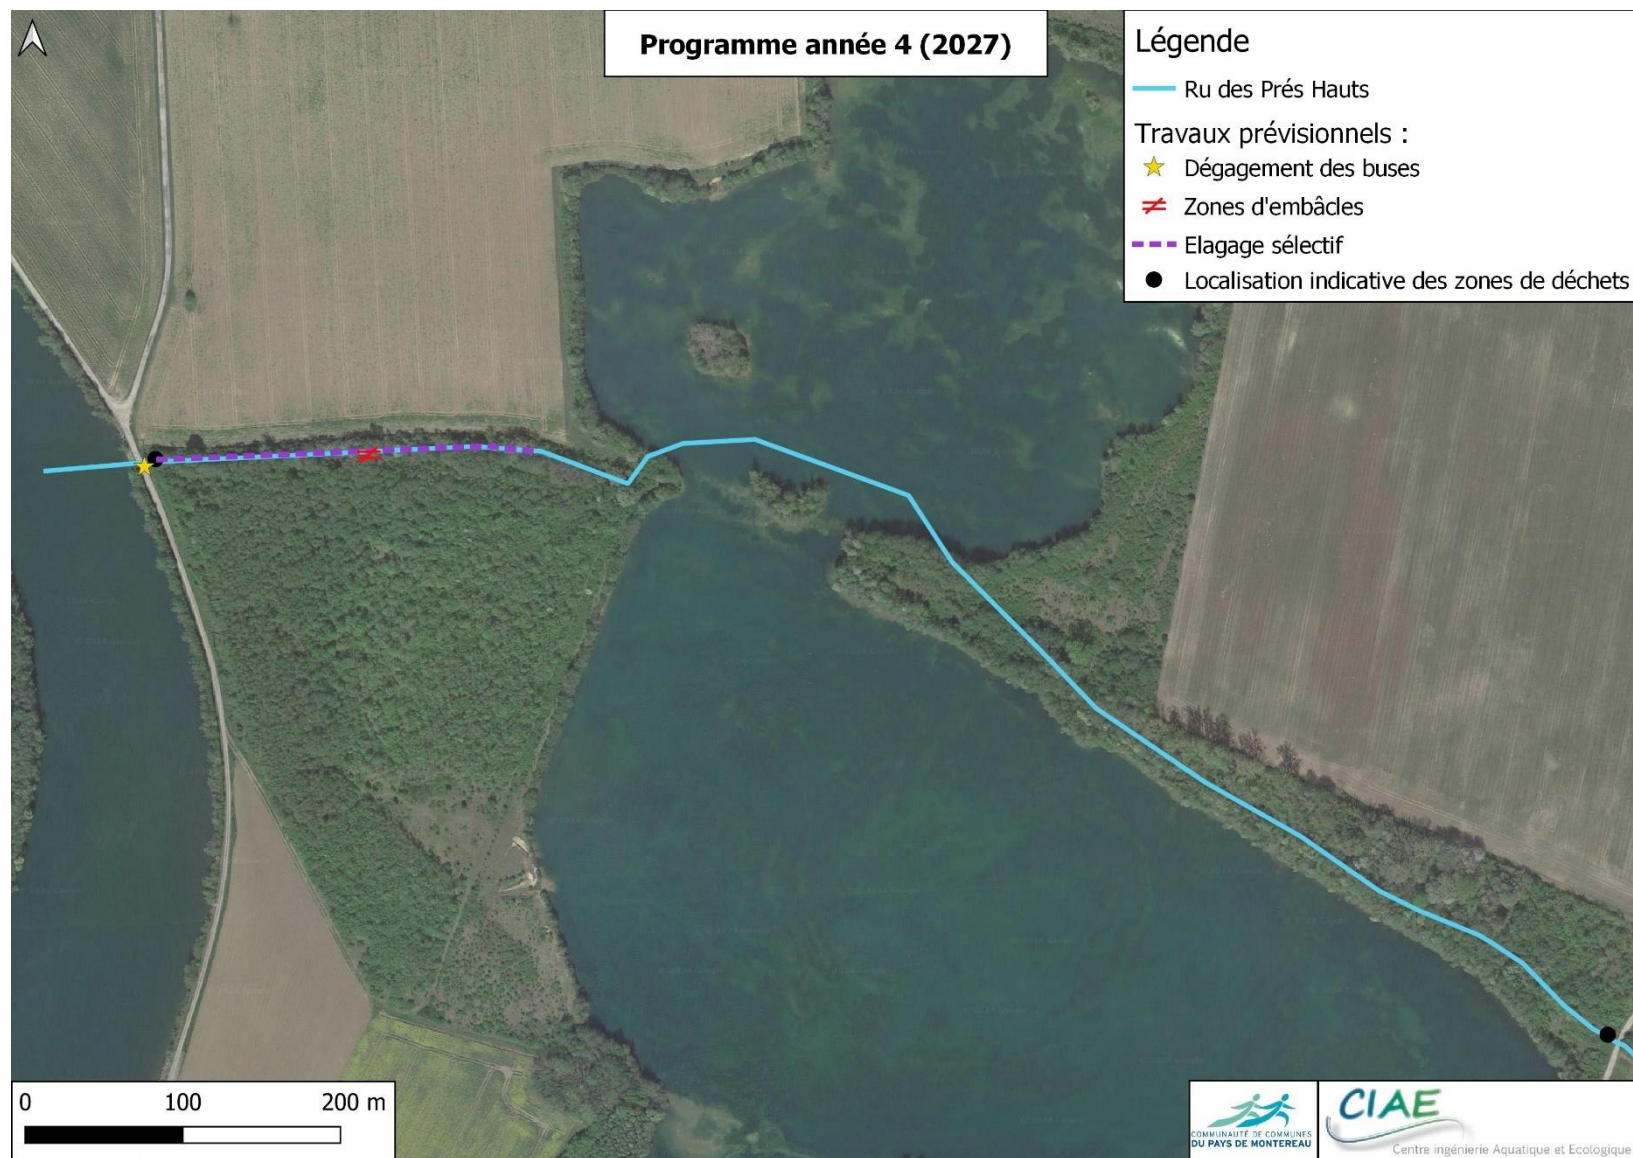 Programme année 4 (2027)
Légende
Ru des Prés Hauts
Travaux prévisionnels :
Dégagement des buses
Zones d'embâcles
Elagage sélectif
Localisation indicative des zones de déchets
0 100 200 m
COMMUNAUTÉ DE COMMUNES
DU PAYS DE MONTEREAU
CIAE
Centre ingénierie Aquatique et Ecologique